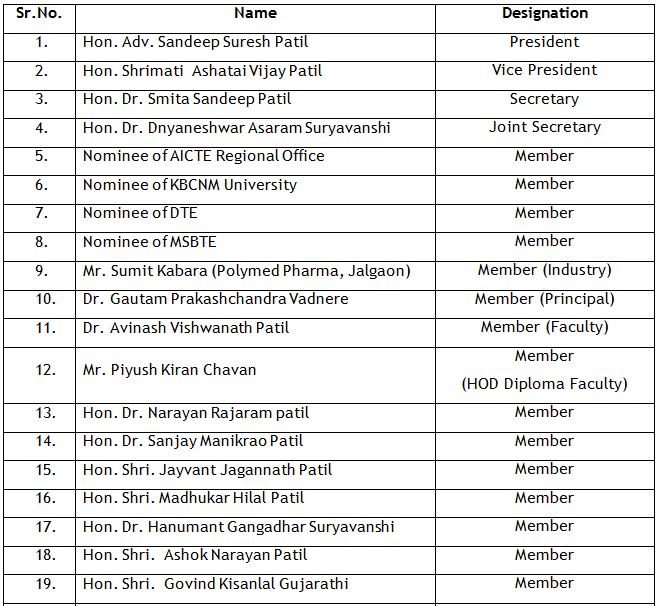 Sr.No. Name Designation
1. Hon. Adv. Sandeep Suresh Patil President
2. Hon. Shrimati Ashatai Vijay Patil Vice President
3. Hon. Dr. Smita Sandeep Patil Secretary
4. Hon. Dr. Dnyaneshwar Asaram Suryavanshi Joint Secretary
5. Nominee of AICTE Regional Office Member
6. Nominee of KBCNM University Member
7. Nominee of DTE Member
8. Nominee of MSBTE Member
9. Mr. Sumit Kabara (Polymed Pharma, Jalgaon) Member (Industry)
10. Dr. Gautam Prakashchandra Vadnere Member (Principal)
11. Dr. Avinash Vishwanath Patil Member (Faculty)
12. Mr. Piyush Kiran Chavan Member
(HOD Diploma Faculty)
13. Hon. Dr. Narayan Rajaram patil Member
14. Hon. Dr. Sanjay Manikrao Patil Member
15. Hon. Shri. Jayvant Jagannath Patil Member
16. Hon. Shri. Madhukar Hilal Patil Member
17. Hon. Dr. Hanumant Gangadhar Suryavanshi Member
18. Hon. Shri. Ashok Narayan Patil Member
19. Hon. Shri. Govind Kisanlal Gujarathi Member